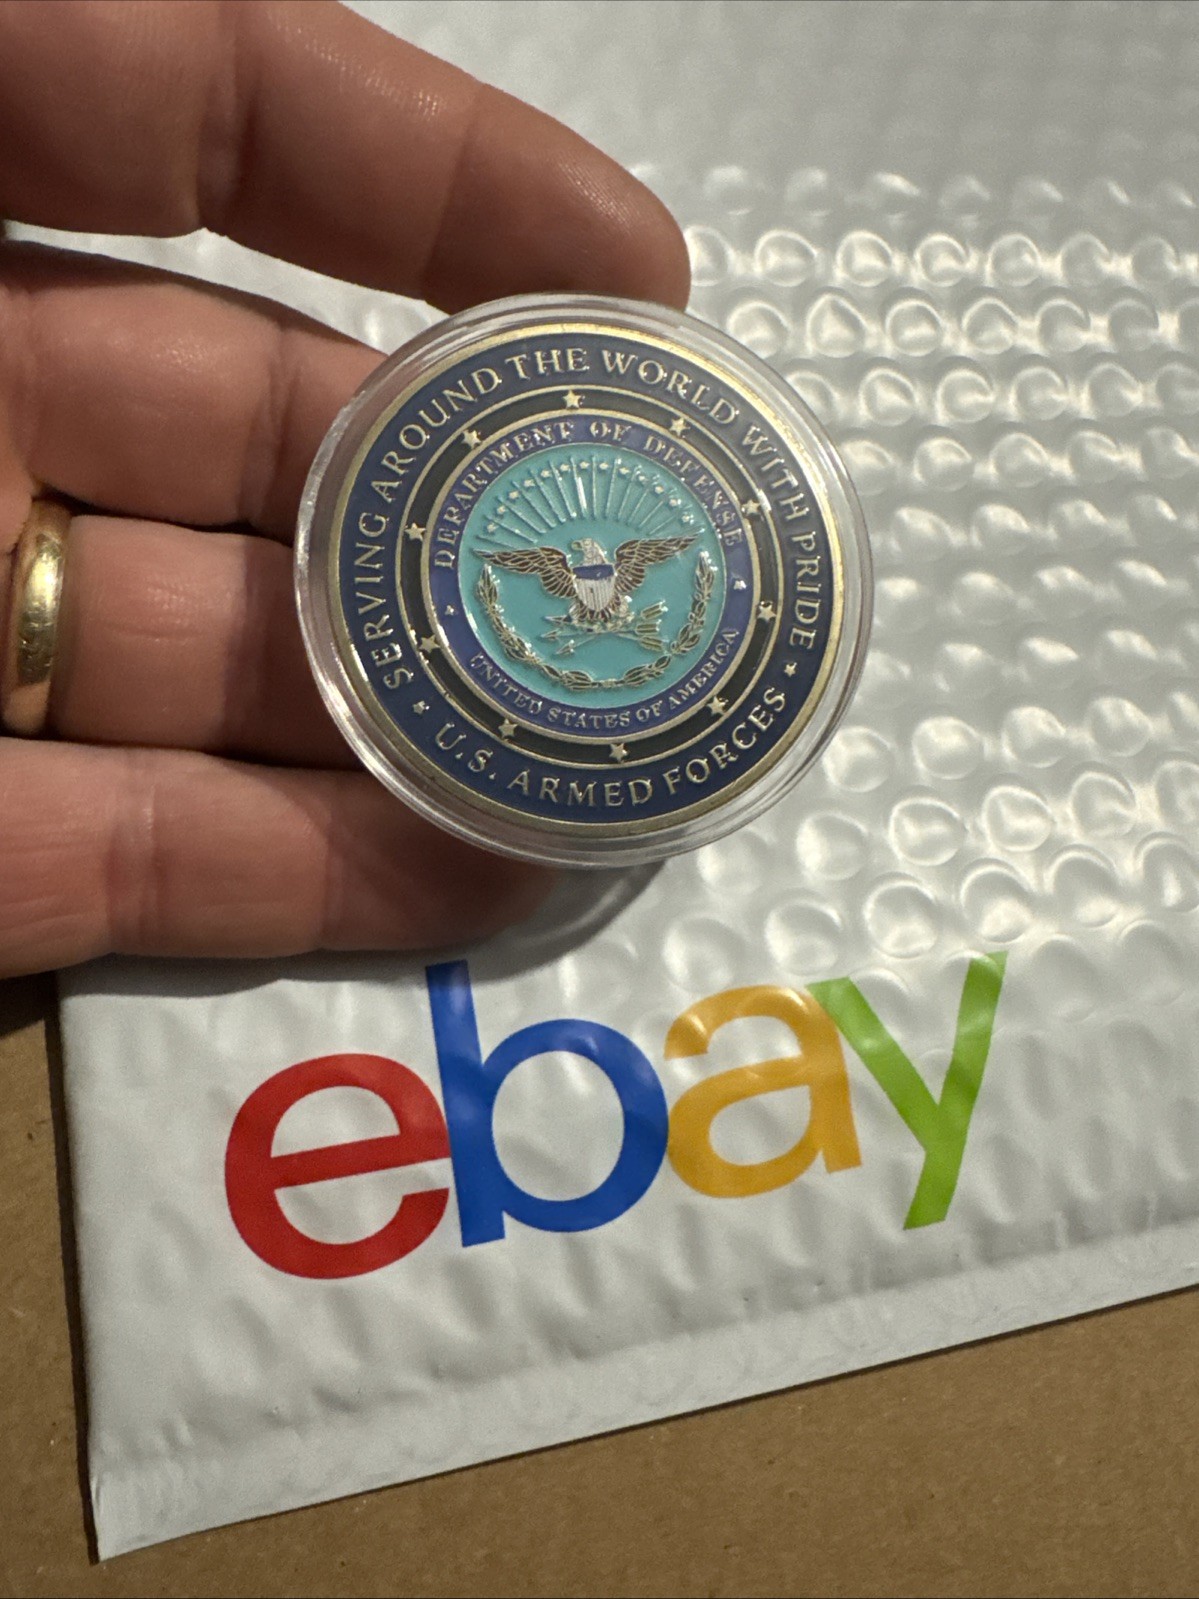 SERVING AROUND THE WORLD WITH PRIDE
U.S. ARMED FORCES
DEPARTMENT OF DEFENSE
UNITED STATES OF AMERICA
ebay